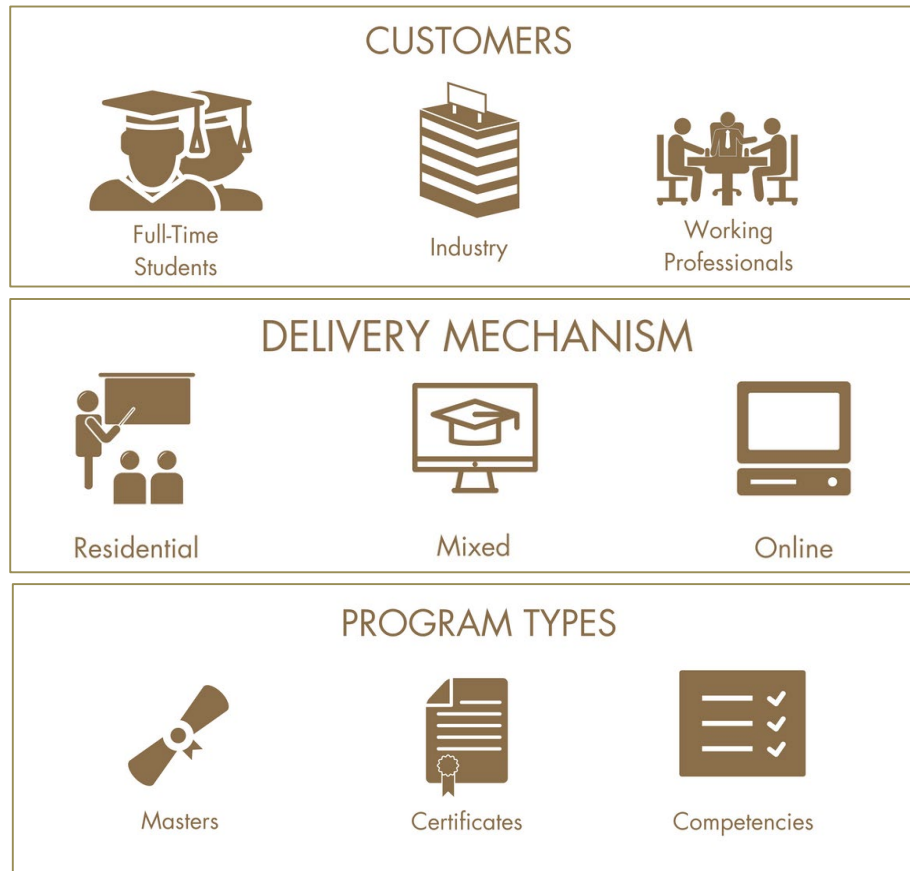 CUSTOMERS
Full-Time
Students
Industry
Working
Professionals
DELIVERY MECHANISM
Residential
Mixed
Online
PROGRAM TYPES
Masters
Certificates
Competencies